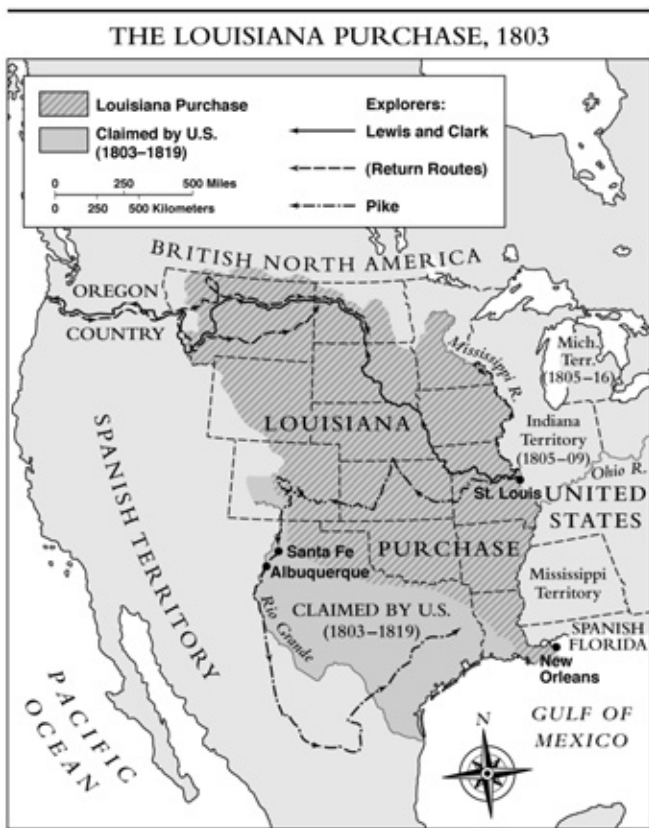 THE LOUISIANA PURCHASE, 1803
Louisiana Purchase
Claimed by U.S.
(1803–1819)
0 250 500 Miles
0 250 500 Kilometers
Explorers:
Lewis and Clark
(Return Routes)
Pike
BRITISH NORTH AMERICA
OREGON
COUNTRY
Mississippi R.
Mich.
Terr.
(1805–16)
LOUISIANA
Indiana
Territory
(1805–09)
Ohio R.
St. Louis
UNITED
STATES
SPANISH TERRITORY
PURCHASE
Santa Fe
Albuquerque
Mississippi
Territory
Rio Grande
CLAIMED BY U.S.
(1803–1819)
SPANISH
FLORIDA
New
Orleans
PACIFIC
OCEAN
N
GULF OF
MEXICO